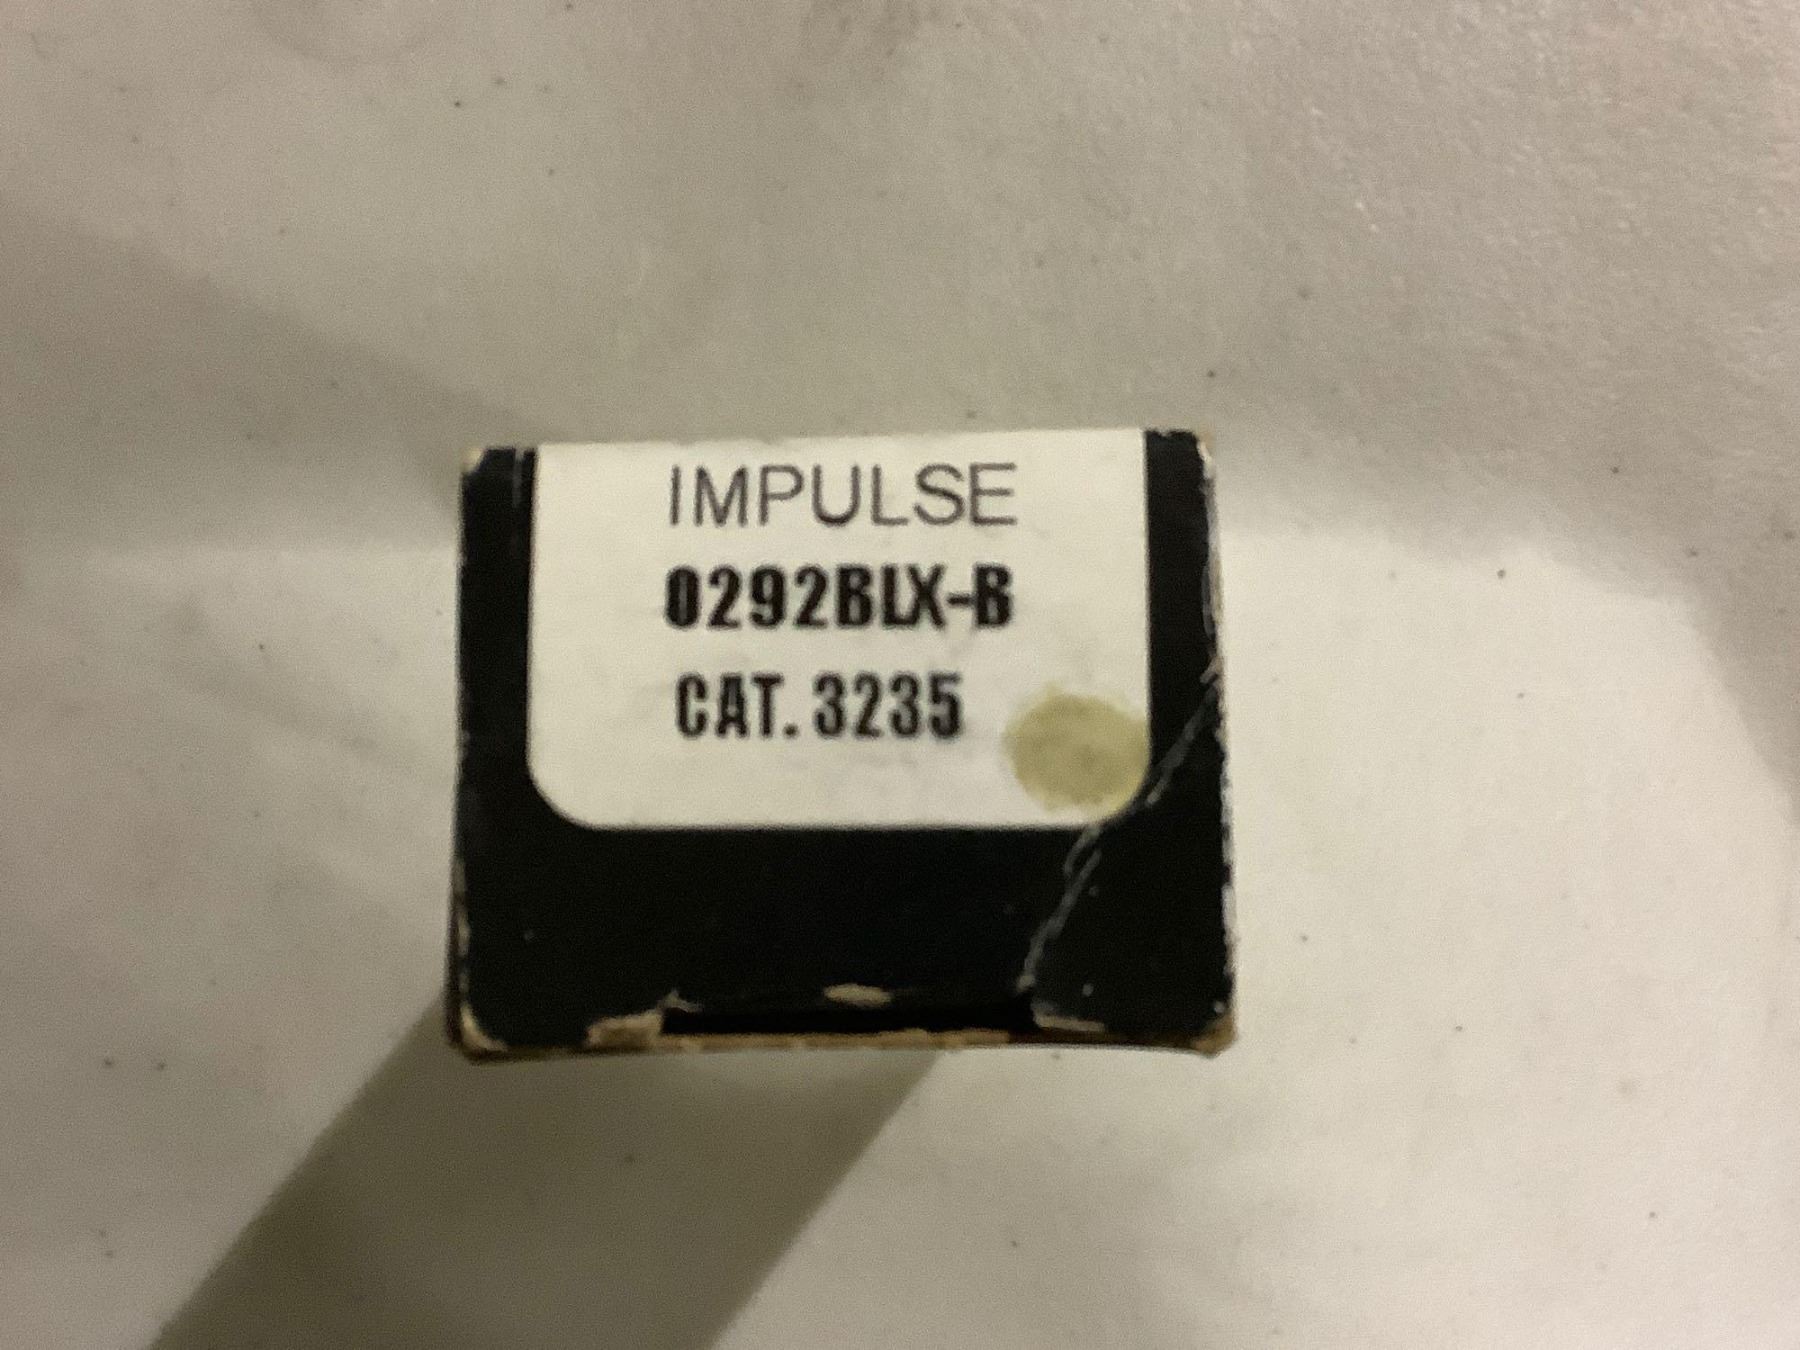 IMPULSE
0292BLX-B
CAT. 3235